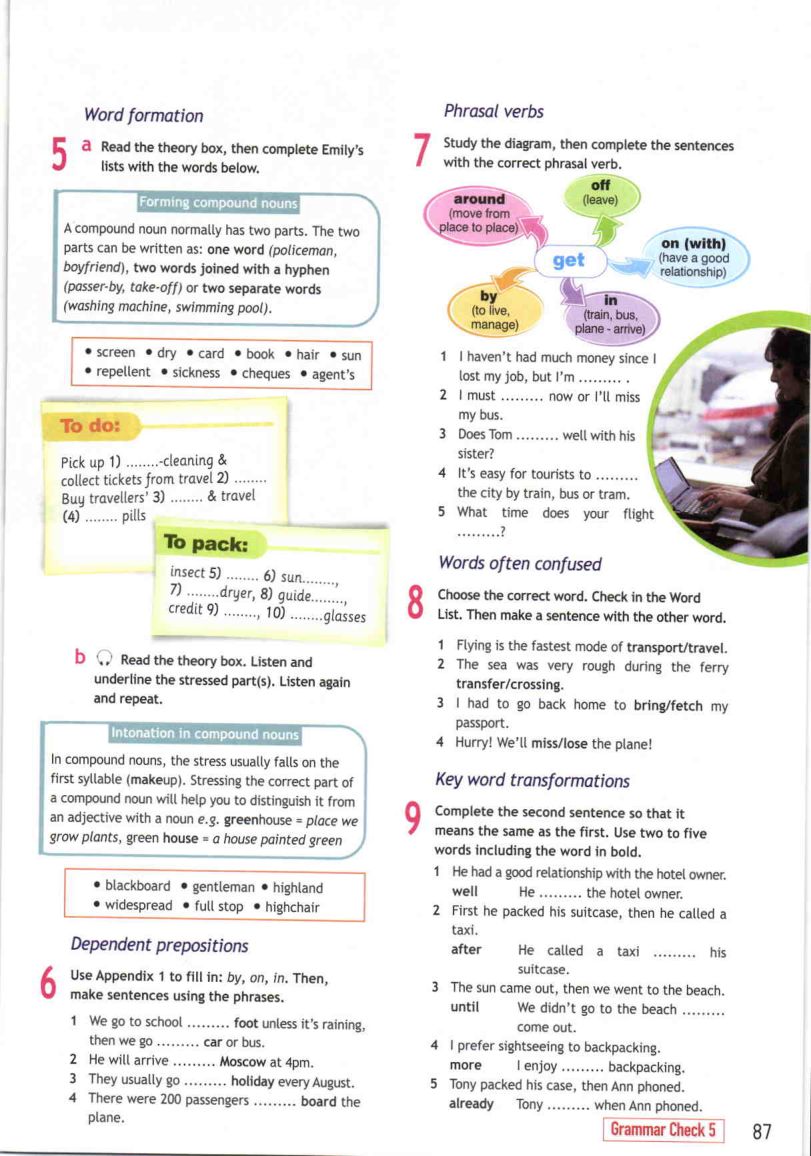 Word formation
5 a Read the theory box, then complete Emily's
lists with the words below.
Forming compound nouns
A compound noun normally has two parts. The two
parts can be written as: one word (policeman,
boyfriend), two words joined with a hyphen
(passer-by, take-off) or two separate words
(washing machine, swimming pool).
• screen • dry • card • book • hair • sun
• repellent • sickness • cheques • agent's
To do:
Pick up 1) ........-cleaning &
collect tickets from travel 2) ........
Buy travellers' 3) ........ & travel
(4) ........ pills
To pack:
insect 5) ........ 6) sun........,
7) ........dryer, 8) guide........,
credit 9) ........, 10) ........glasses
b Read the theory box. Listen and
underline the stressed part(s). Listen again
and repeat.
Intonation in compound nouns
In compound nouns, the stress usually falls on the
first syllable (makeup). Stressing the correct part of
a compound noun will help you to distinguish it from
an adjective with a noun e.g. greenhouse = place we
grow plants, green house = a house painted green
• blackboard • gentleman • highland
• widespread • full stop • highchair
Dependent prepositions
6 Use Appendix 1 to fill in: by, on, in. Then,
make sentences using the phrases.
1 We go to school ......... foot unless it's raining,
then we go ......... car or bus.
2 He will arrive ......... Moscow at 4pm.
3 They usually go ......... holiday every August.
4 There were 200 passengers ......... board the
plane.
Phrasal verbs
7 Study the diagram, then complete the sentences
with the correct phrasal verb.
around
(move from
place to place)
off
(leave)
get
on (with)
(have a good
relationship)
by
(to live,
manage)
in
(train, bus,
plane - arrive)
1 I haven't had much money since I
lost my job, but I'm ......... .
2 I must ......... now or I'll miss
my bus.
3 Does Tom ......... well with his
sister?
4 It's easy for tourists to .........
the city by train, bus or tram.
5 What time does your flight
.........?
Words often confused
8 Choose the correct word. Check in the Word
List. Then make a sentence with the other word.
1 Flying is the fastest mode of transport/travel.
2 The sea was very rough during the ferry
transfer/crossing.
3 I had to go back home to bring/fetch my
passport.
4 Hurry! We'll miss/lose the plane!
Key word transformations
9 Complete the second sentence so that it
means the same as the first. Use two to five
words including the word in bold.
1 He had a good relationship with the hotel owner.
well He ......... the hotel owner.
2 First he packed his suitcase, then he called a
taxi.
after He called a taxi ......... his
suitcase.
3 The sun came out, then we went to the beach.
until We didn't go to the beach .........
come out.
4 I prefer sightseeing to backpacking.
more I enjoy ......... backpacking.
5 Tony packed his case, then Ann phoned.
already Tony ......... when Ann phoned.
Grammar Check 5
87